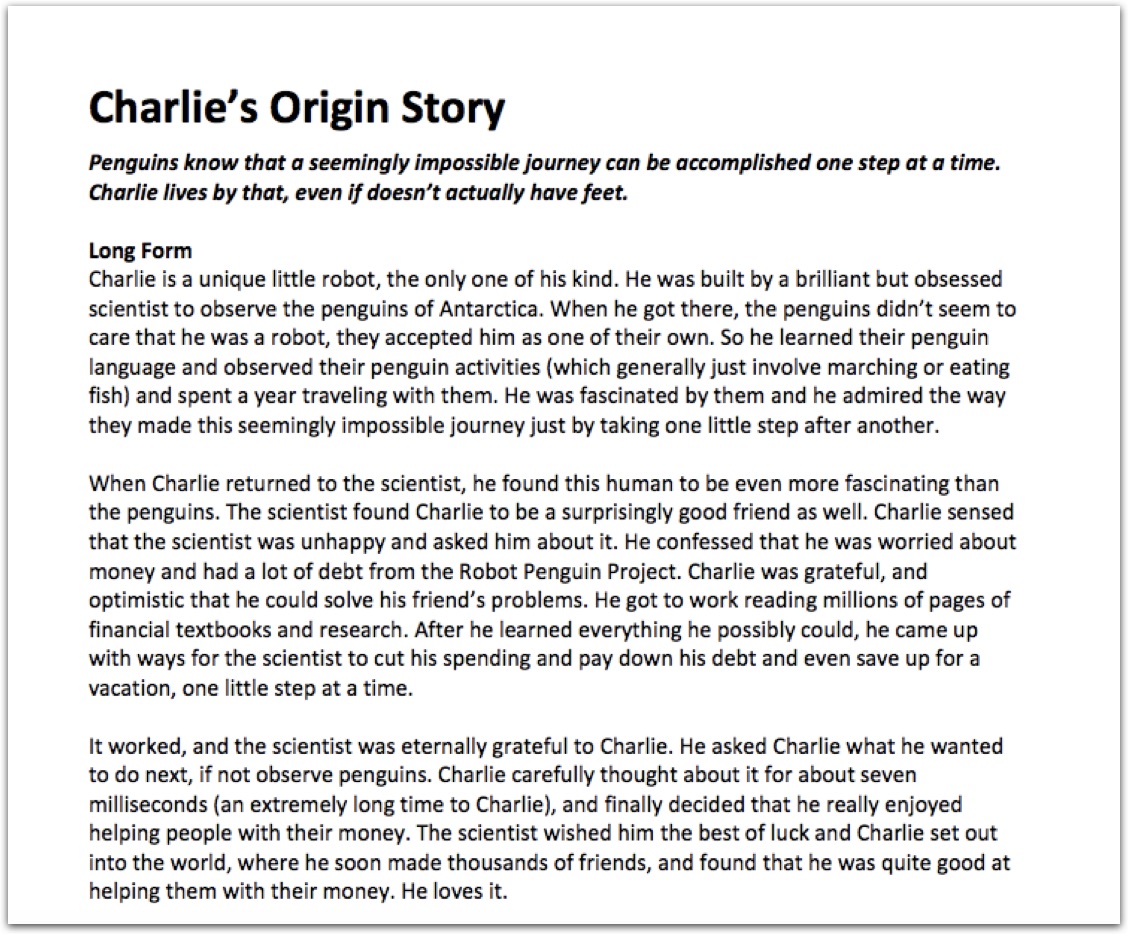 Charlie’s Origin Story
Penguins know that a seemingly impossible journey can be accomplished one step at a time.
Charlie lives by that, even if doesn’t actually have feet.
Long Form
Charlie is a unique little robot, the only one of his kind. He was built by a brilliant but obsessed
scientist to observe the penguins of Antarctica. When he got there, the penguins didn’t seem to
care that he was a robot, they accepted him as one of their own. So he learned their penguin
language and observed their penguin activities (which generally just involve marching or eating
fish) and spent a year traveling with them. He was fascinated by them and he admired the way
they made this seemingly impossible journey just by taking one little step after another.
When Charlie returned to the scientist, he found this human to be even more fascinating than
the penguins. The scientist found Charlie to be a surprisingly good friend as well. Charlie sensed
that the scientist was unhappy and asked him about it. He confessed that he was worried about
money and had a lot of debt from the Robot Penguin Project. Charlie was grateful, and
optimistic that he could solve his friend’s problems. He got to work reading millions of pages of
financial textbooks and research. After he learned everything he possibly could, he came up
with ways for the scientist to cut his spending and pay down his debt and even save up for a
vacation, one little step at a time.
It worked, and the scientist was eternally grateful to Charlie. He asked Charlie what he wanted
to do next, if not observe penguins. Charlie carefully thought about it for about seven
milliseconds (an extremely long time to Charlie), and finally decided that he really enjoyed
helping people with their money. The scientist wished him the best of luck and Charlie set out
into the world, where he soon made thousands of friends, and found that he was quite good at
helping them with their money. He loves it.